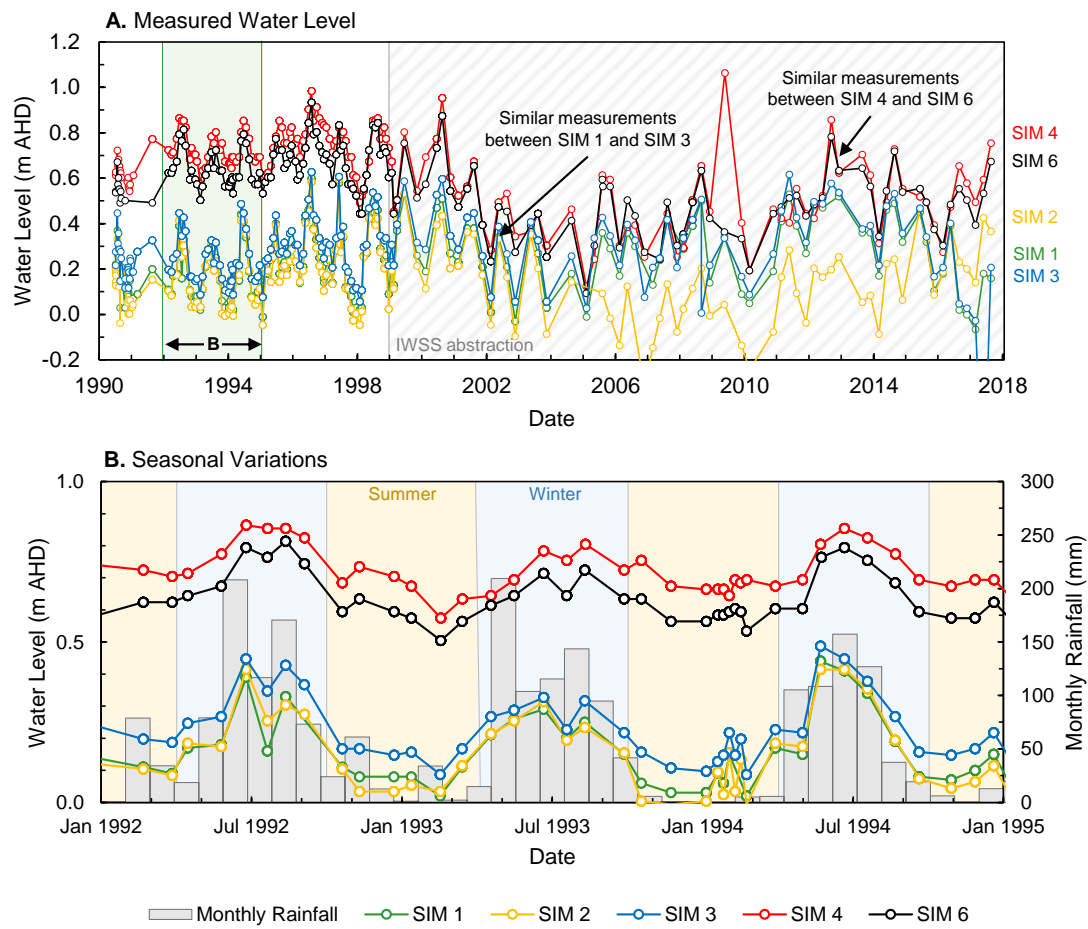 A. Measured Water Level
1.2
1.0
0.8
0.6
0.4
0.2
0.0
-0.2
Water Level (m AHD)
Similar measurements
between SIM 1 and SIM 3
Similar measurements
between SIM 4 and SIM 6
SIM 4
SIM 6
SIM 2
SIM 1
SIM 3
B
IWSS abstraction
1990 1994 1998 2002 2006 2010 2014 2018
Date
B. Seasonal Variations
1.0
0.5
0.0
Water Level (m AHD)
Summer
Winter
300
250
200
150
100
50
0
Monthly Rainfall (mm)
Jan 1992 Jul 1992 Jan 1993 Jul 1993 Jan 1994 Jul 1994 Jan 1995
Date
Monthly Rainfall SIM 1 SIM 2 SIM 3 SIM 4 SIM 6